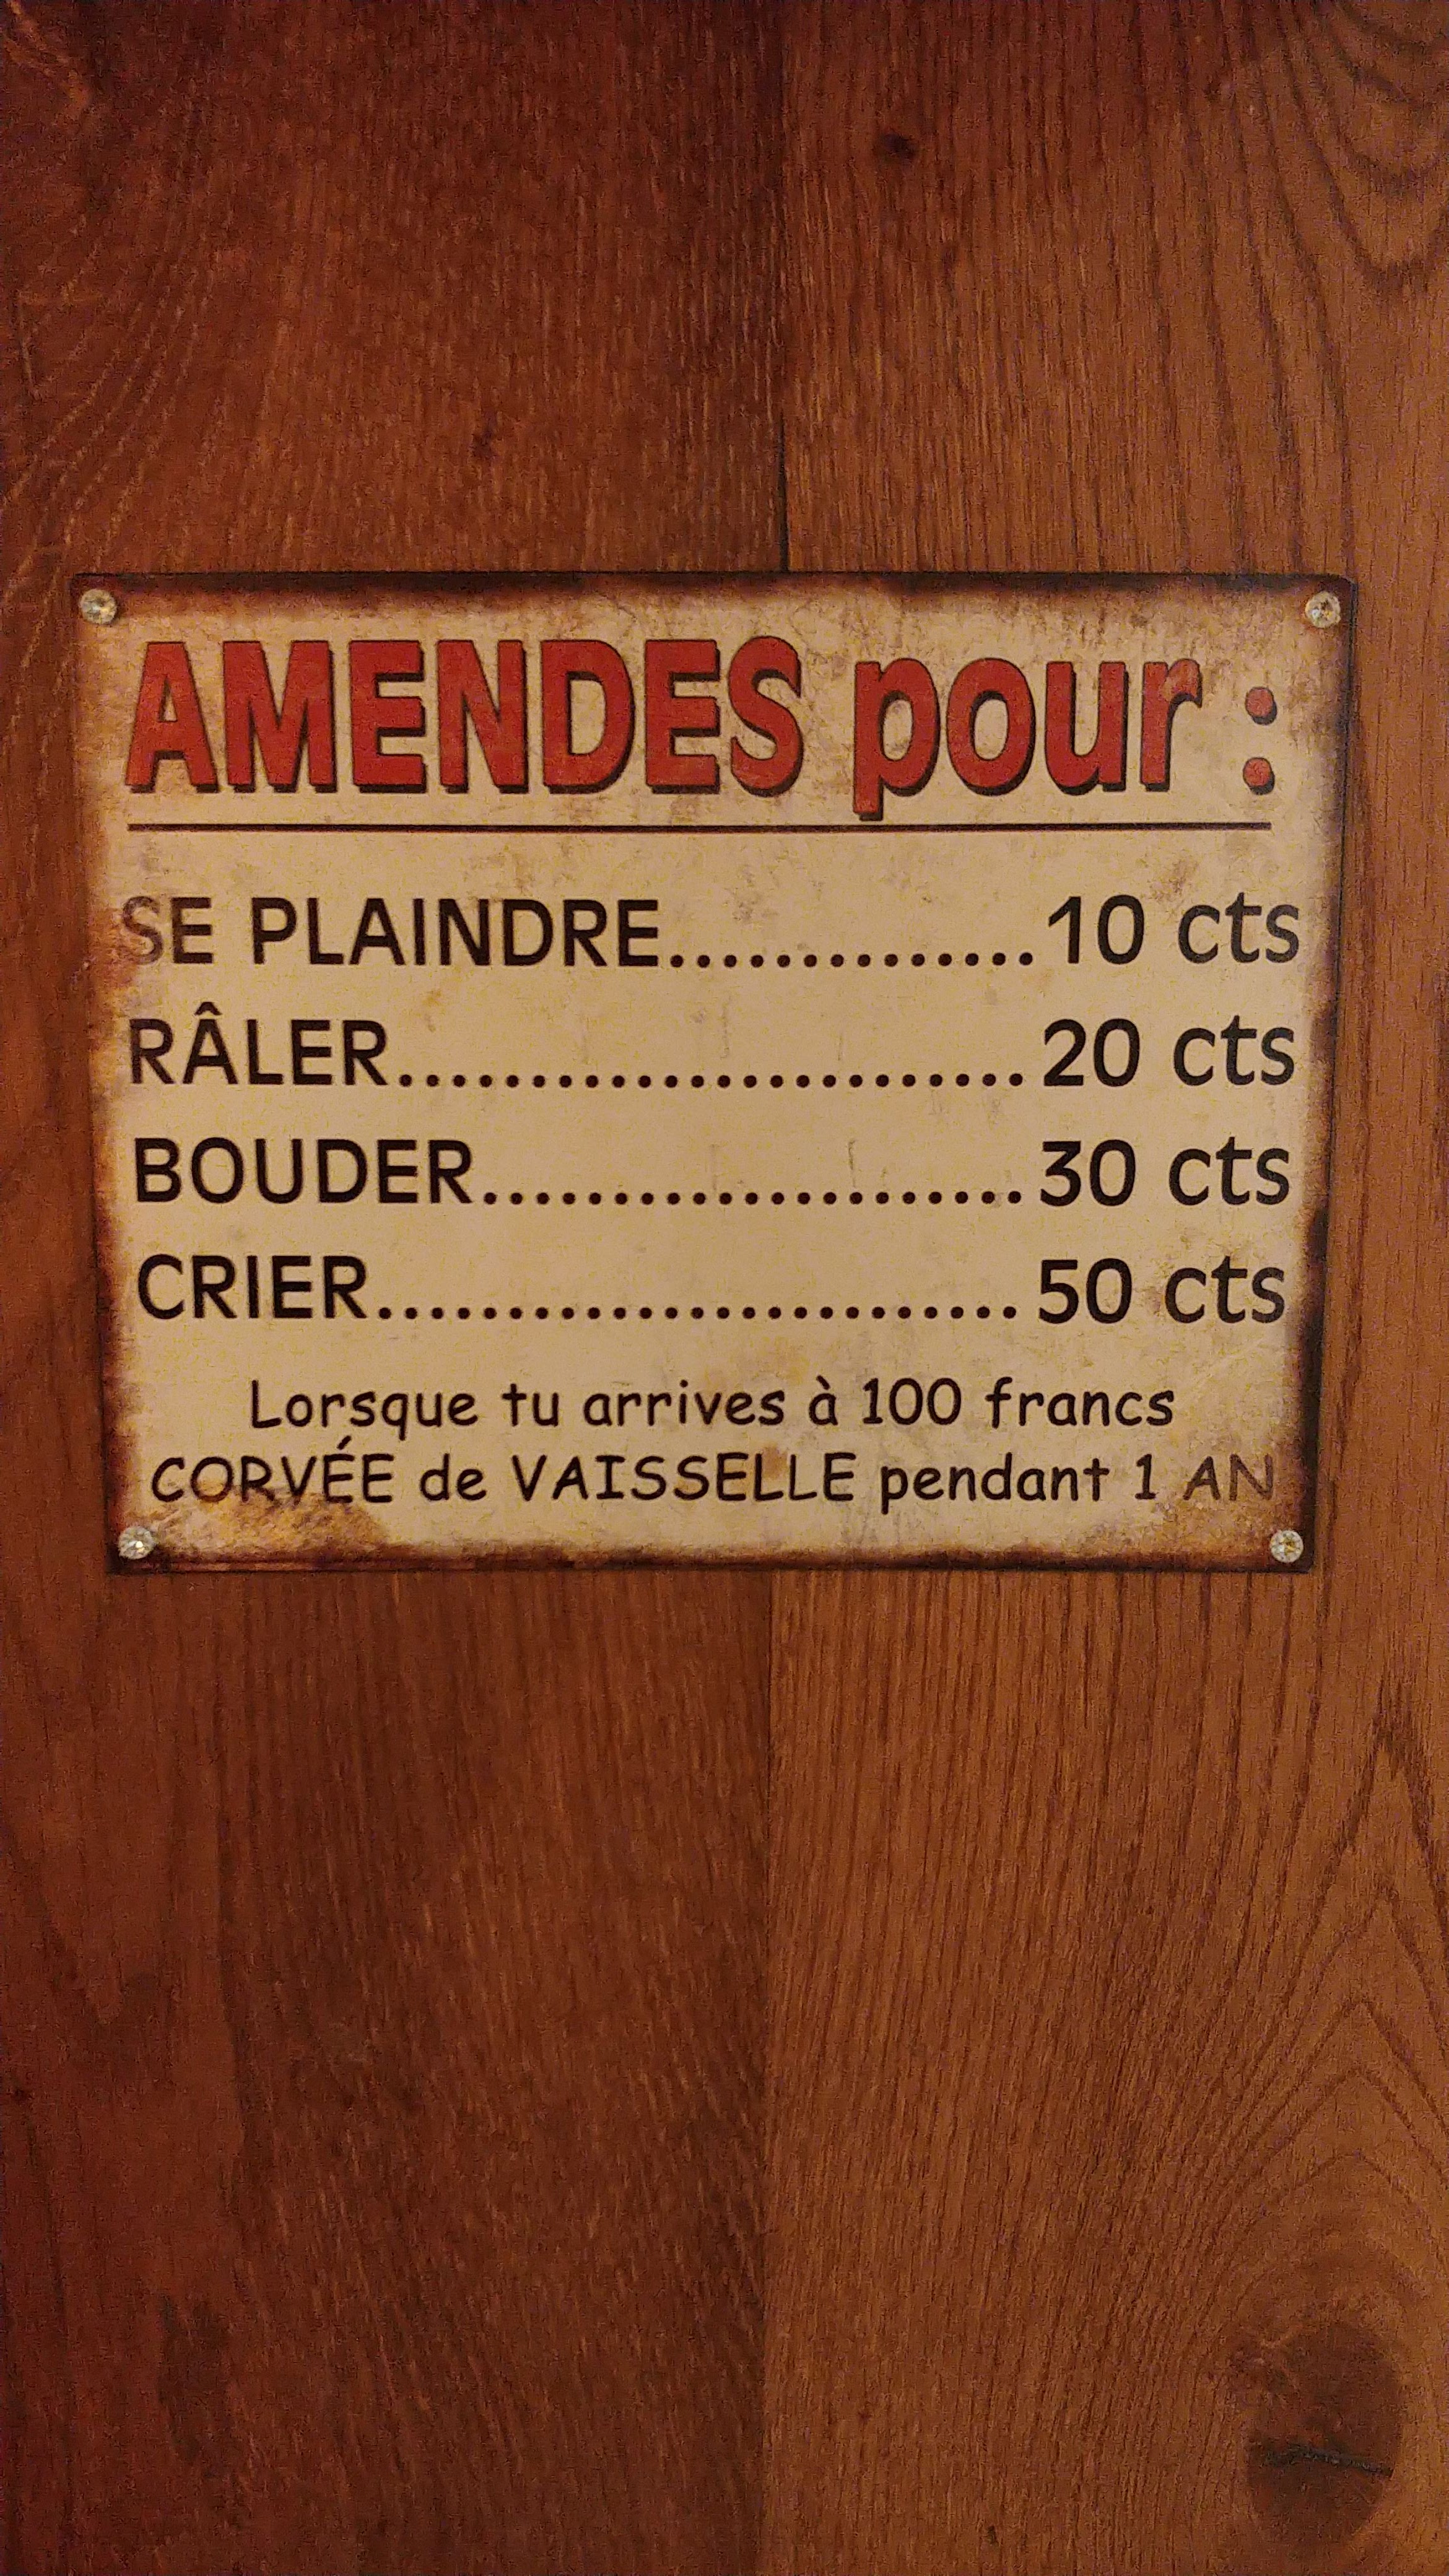 AMENDES pour :
SE PLAINDRE..............10 cts
RÂLER........................20 cts
BOUDER.....................30 cts
CRIER.........................50 cts
Lorsque tu arrives à 100 francs
CORVÉE de VAISSELLE pendant 1 AN